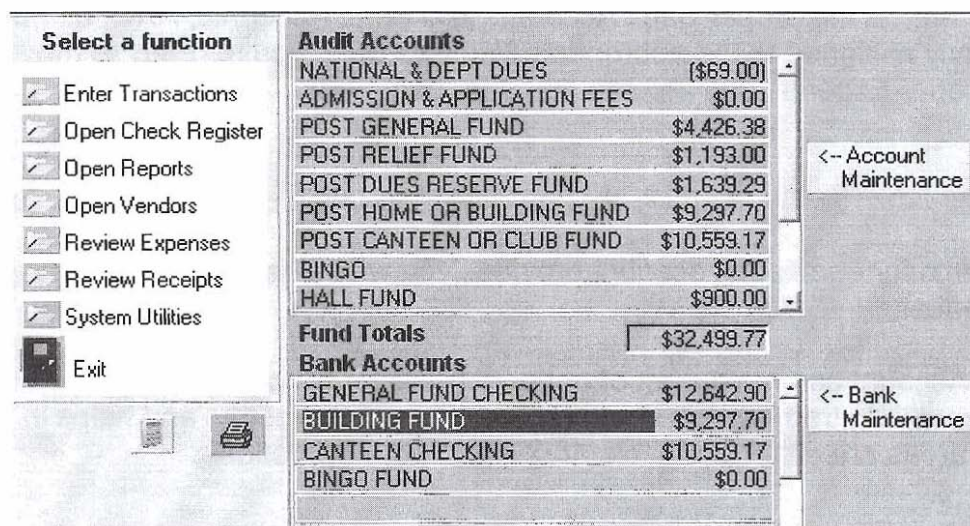 Select a function
Enter Transactions
Open Check Register
Open Reports
Open Vendors
Review Expenses
Review Receipts
System Utilities
Exit
Audit Accounts
NATIONAL & DEPT DUES ($69.00)
ADMISSION & APPLICATION FEES $0.00
POST GENERAL FUND $4,426.38
POST RELIEF FUND $1,193.00
POST DUES RESERVE FUND $1,639.29
POST HOME OR BUILDING FUND $9,297.70
POST CANTEEN OR CLUB FUND $10,559.17
BINGO $0.00
HALL FUND $900.00
<-- Account
Maintenance
Fund Totals $32,499.77
Bank Accounts
GENERAL FUND CHECKING $12,642.90
BUILDING FUND $9,297.70
CANTEEN CHECKING $10,559.17
BINGO FUND $0.00
<-- Bank
Maintenance